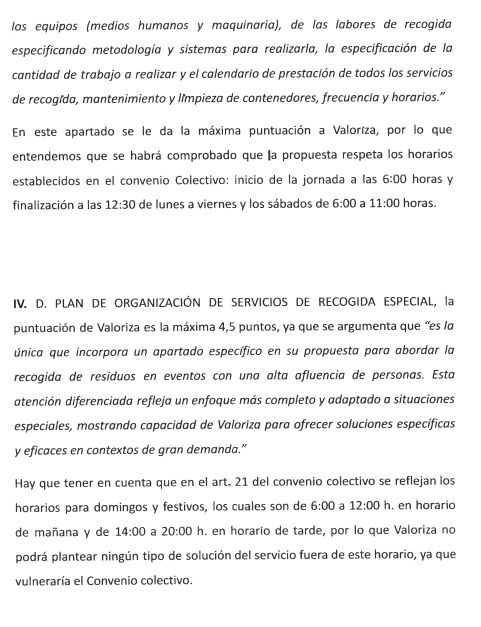 los equipos (medios humanos y maquinaria), de las labores de recogida
especificando metodología y sistemas para realizarla, la especificación de la
cantidad de trabajo a realizar y el calendario de prestación de todos los servicios
de recogida, mantenimiento y limpieza de contenedores, frecuencia y horarios."
En este apartado se le da la máxima puntuación a Valoriza, por lo que
entendemos que se habrá comprobado que la propuesta respeta los horarios
establecidos en el convenio Colectivo: inicio de la jornada a las 6:00 horas y
finalización a las 12:30 de lunes a viernes y los sábados de 6:00 a 11:00 horas.
IV. D. PLAN DE ORGANIZACIÓN DE SERVICIOS DE RECOGIDA ESPECIAL, la
puntuación de Valoriza es la máxima 4,5 puntos, ya que se argumenta que "es la
única que incorpora un apartado específico en su propuesta para abordar la
recogida de residuos en eventos con una alta afluencia de personas. Esta
atención diferenciada refleja un enfoque más completo y adaptado a situaciones
especiales, mostrando capacidad de Valoriza para ofrecer soluciones específicas
y eficaces en contextos de gran demanda."
Hay que tener en cuenta que en el art. 21 del convenio colectivo se reflejan los
horarios para domingos y festivos, los cuales son de 6:00 a 12:00 h. en horario
de mañana y de 14:00 a 20:00 h. en horario de tarde, por lo que Valoriza no
podrá plantear ningún tipo de solución del servicio fuera de este horario, ya que
vulneraría el Convenio colectivo.